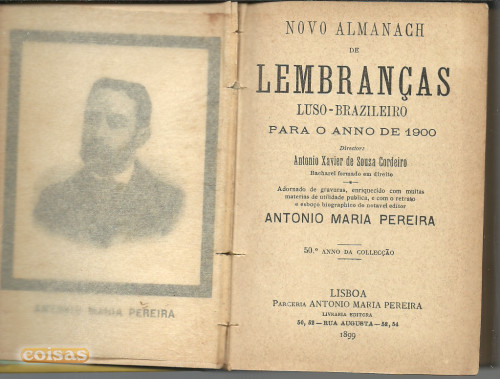 ANTONIO MARIA PEREIRA
coisas
NOVO ALMANACH
DE
LEMBRANÇAS
LUSO-BRAZILEIRO
PARA O ANNO DE 1900
Director:
Antonio Xavier de Souza Cordeiro
Bacharel formado em direito
Adornado de gravuras, enriquecido com muitas
materias de utilidade publica, e com o retrato
e esboço biographico do notavel editor
ANTONIO MARIA PEREIRA
50.º ANNO DA COLLECÇÃO
LISBOA
PARCERIA ANTONIO MARIA PEREIRA
LIVRARIA EDITORA
50, 52 — RUA AUGUSTA — 52, 54
1899